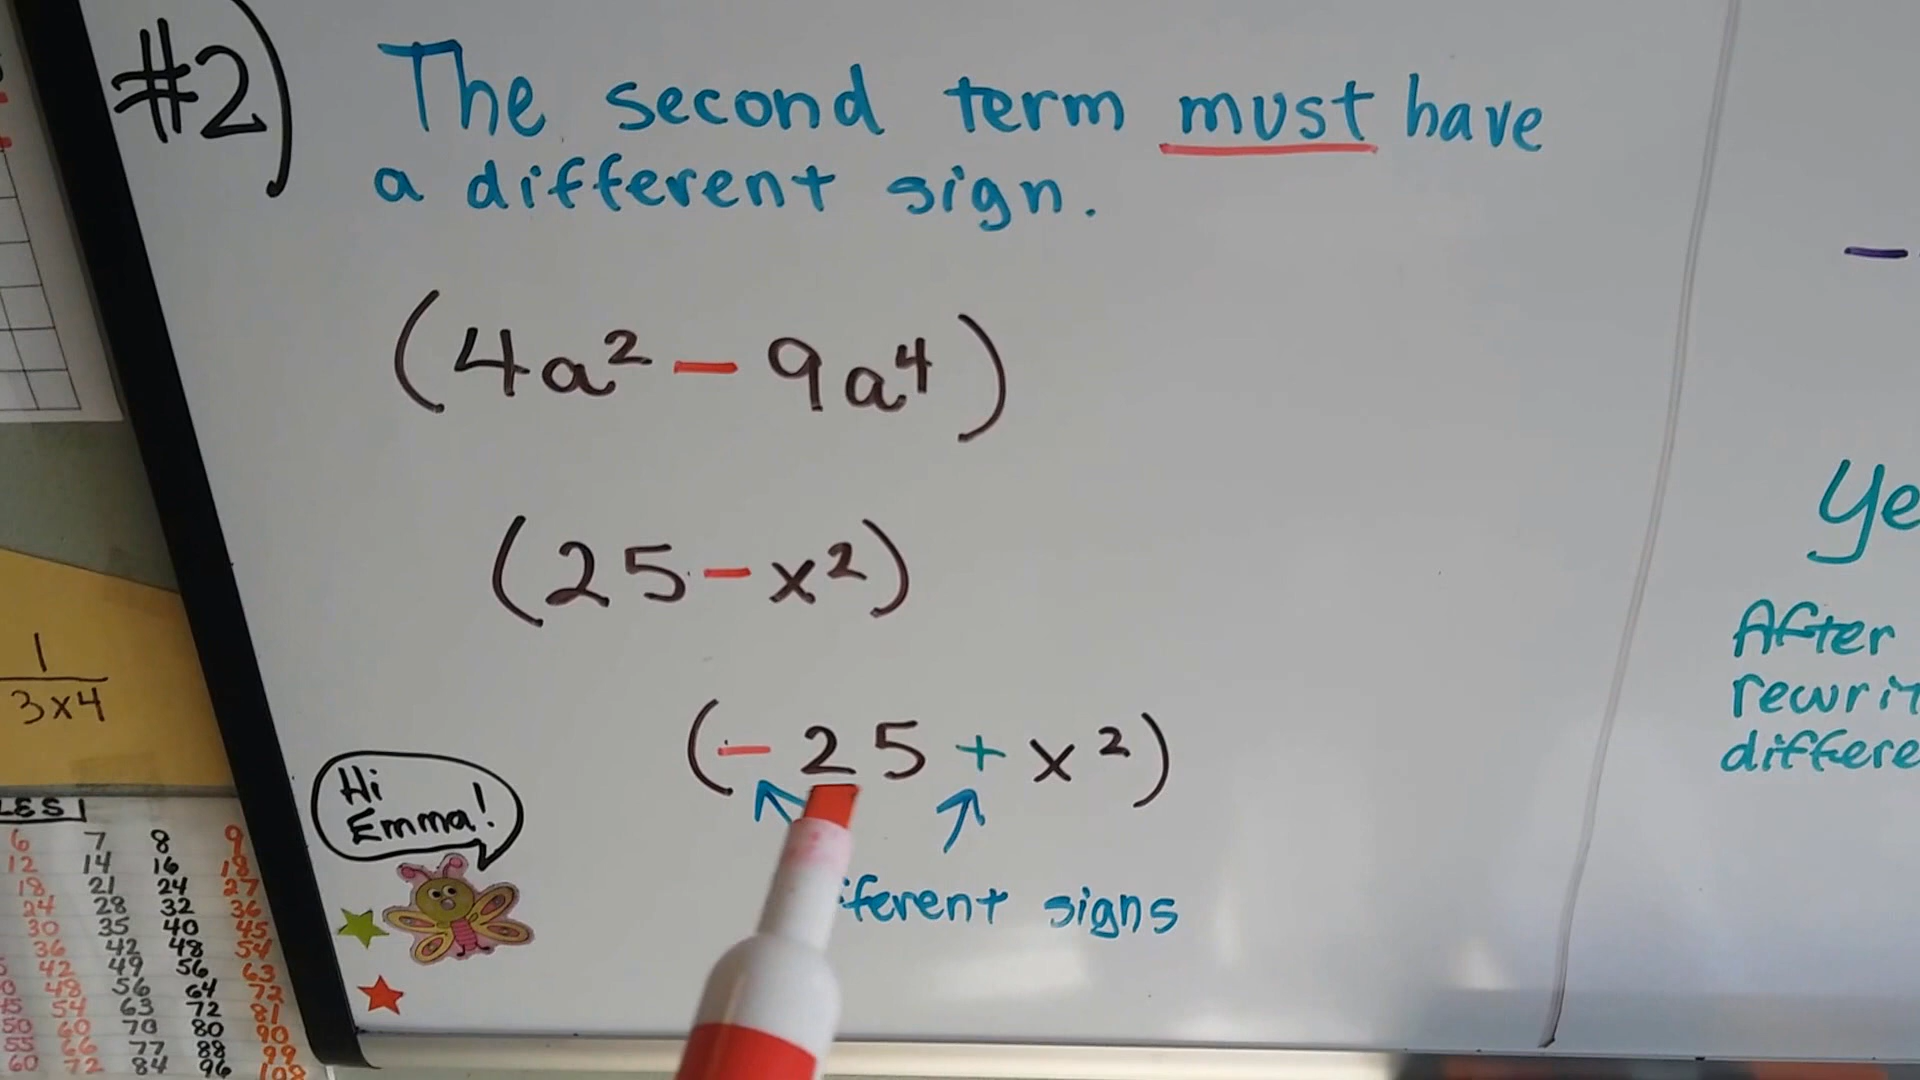 #2) The second term must have
a different sign.
(4a² - 9a⁴)
(25 - x²)
(- 25 + x²)
signs
Hi
Emma!
After
1
3x4
6 7 8 9
12 14 16 18
18 21 24 27
24 28 32 36
30 35 40 45
36 42 48 54
42 49 56 63
48 56 64 72
54 63 72 81
60 70 80 90
66 77 88 99
72 84 96 108